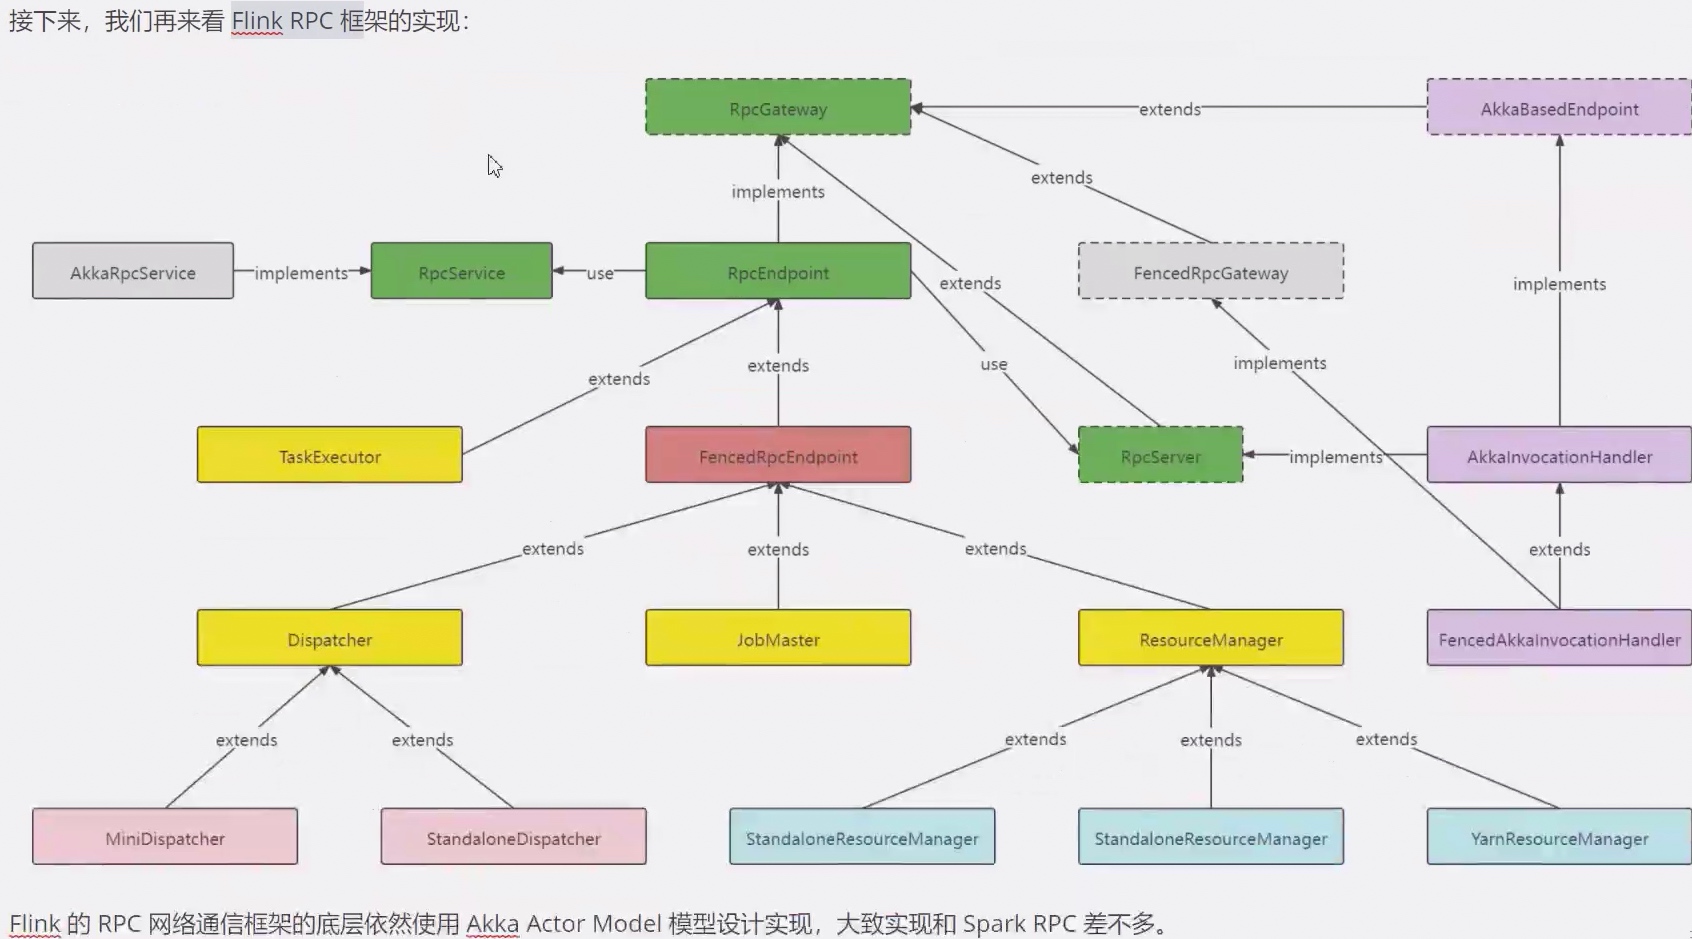 接下来，我们再来看 Flink RPC 框架的实现：
RpcGateway
extends
AkkaBasedEndpoint
extends
implements
AkkaRpcService
implements
RpcService
use
RpcEndpoint
extends
FencedRpcGateway
implements
extends
extends
use
implements
TaskExecutor
FencedRpcEndpoint
RpcServer
implements
AkkaInvocationHandler
extends
extends
extends
extends
Dispatcher
JobMaster
ResourceManager
FencedAkkaInvocationHandler
extends
extends
extends
extends
extends
MiniDispatcher
StandaloneDispatcher
StandaloneResourceManager
StandaloneResourceManager
YarnResourceManager
Flink 的 RPC 网络通信框架的底层依然使用 Akka Actor Model 模型设计实现，大致实现和 Spark RPC 差不多。